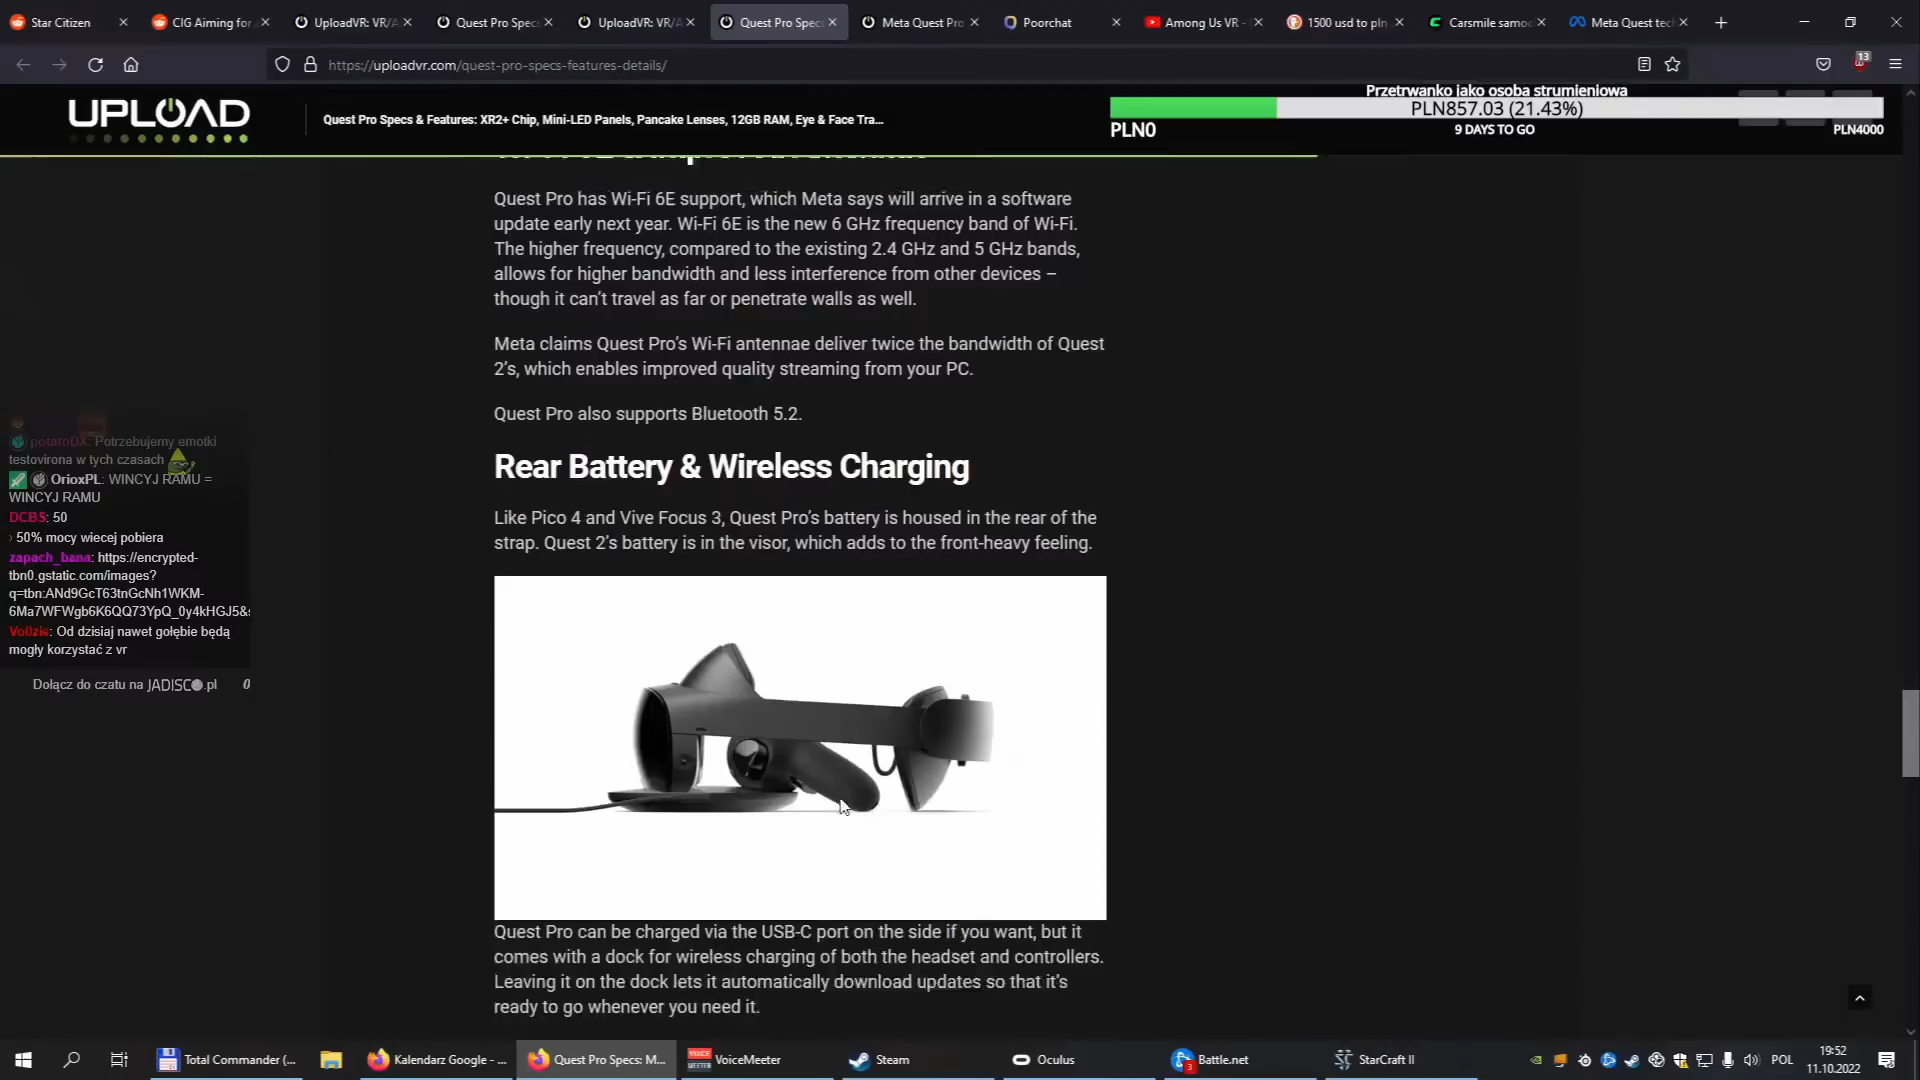 Star Citizen
CIG Aiming for
UploadVR: VR/A
Quest Pro Specs
UploadVR: VR/A
Quest Pro Specs
Meta Quest Pro
Poorchat
Among Us VR -
1500 usd to pln
Carsmile samo
Meta Quest tec
https://uploadvr.com/quest-pro-specs-features-details/
13
UPLOAD
Quest Pro Specs & Features: XR2+ Chip, Mini-LED Panels, Pancake Lenses, 12GB RAM, Eye & Face Tra...
Przetrwanko jako osoba strumieniowa
PLN857.03 (21.43%)
PLN0
9 DAYS TO GO
PLN4000
Quest Pro has Wi-Fi 6E support, which Meta says will arrive in a software
update early next year. Wi-Fi 6E is the new 6 GHz frequency band of Wi-Fi.
The higher frequency, compared to the existing 2.4 GHz and 5 GHz bands,
allows for higher bandwidth and less interference from other devices –
though it can't travel as far or penetrate walls as well.
Meta claims Quest Pro's Wi-Fi antennae deliver twice the bandwidth of Quest
2's, which enables improved quality streaming from your PC.
Quest Pro also supports Bluetooth 5.2.
Rear Battery & Wireless Charging
Like Pico 4 and Vive Focus 3, Quest Pro's battery is housed in the rear of the
strap. Quest 2's battery is in the visor, which adds to the front-heavy feeling.
Quest Pro can be charged via the USB-C port on the side if you want, but it
comes with a dock for wireless charging of both the headset and controllers.
Leaving it on the dock lets it automatically download updates so that it's
ready to go whenever you need it.
potatoDX: Potrzebujemy emotki
testovirona w tych czasach
OrioxPL: WINCYJ RAMU =
WINCYJ RAMU
DCBS: 50
› 50% mocy wiecej pobiera
zapach_bana: https://encrypted-
tbn0.gstatic.com/images?
q=tbn:ANd9GcT63tnGcNh1WKM-
6Ma7WFWgb6K6QQ73YpQ_0y4kHGJ5&s
Vo0zie: Od dzisiaj nawet gołębie będą
mogły korzystać z vr
Dołącz do czatu na JADISCO.pl 0
Total Commander (...
Kalendarz Google - ...
Quest Pro Specs: M...
VOICE MEETER
VoiceMeeter
Steam
Oculus
3
Battle.net
StarCraft II
POL
19:52
11.10.2022